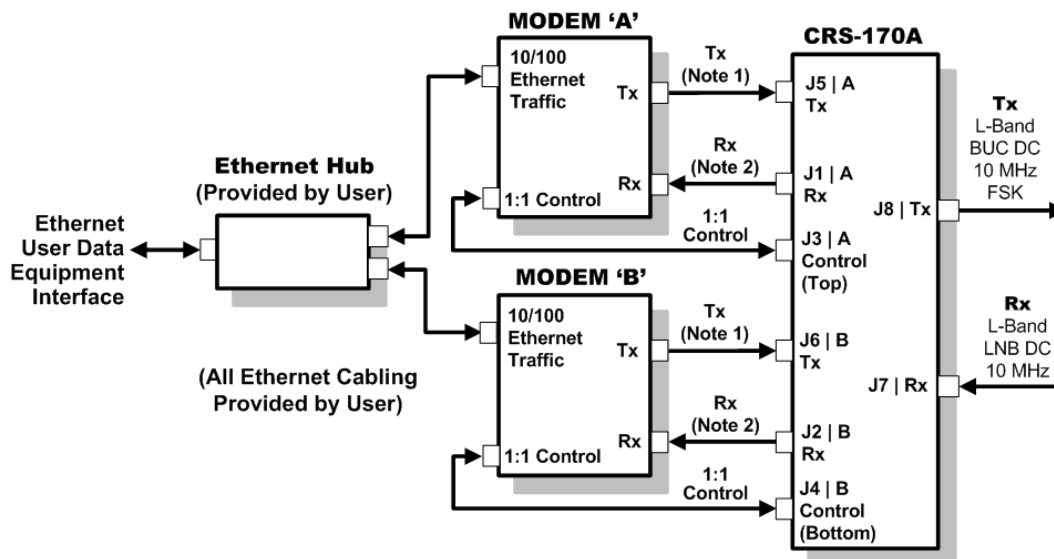 MODEM ‘A’
10/100
Ethernet
Traffic
Tx
Rx
1:1 Control
Tx
(Note 1)
Rx
(Note 2)
1:1
Control
CRS-170A
J5 | A
Tx
J1 | A
Rx
J3 | A
Control
(Top)
J6 | B
Tx
J2 | B
Rx
J4 | B
Control
(Bottom)
J8 | Tx
J7 | Rx
Tx
L-Band
BUC DC
10 MHz
FSK
Rx
L-Band
LNB DC
10 MHz
Ethernet Hub
(Provided by User)
Ethernet
User Data
Equipment
Interface
(All Ethernet Cabling
Provided by User)
MODEM ‘B’
10/100
Ethernet
Traffic
Tx
Rx
1:1 Control
Tx
(Note 1)
Rx
(Note 2)
1:1
Control